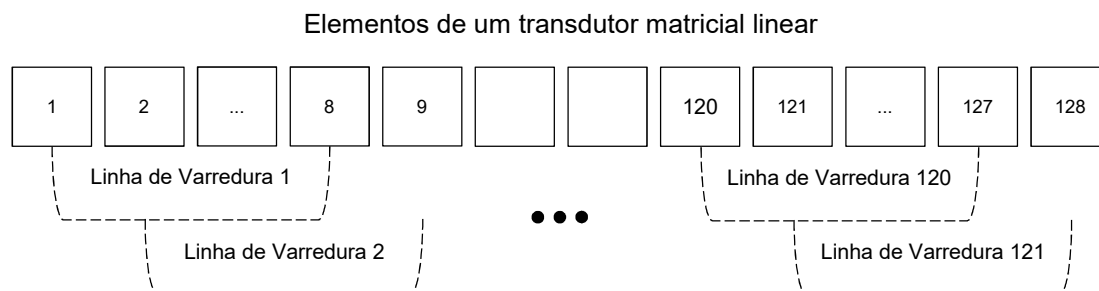 Elementos de um transdutor matricial linear
1 2 ... 8 9 120 121 ... 127 128
Linha de Varredura 1 Linha de Varredura 120
Linha de Varredura 2 Linha de Varredura 121